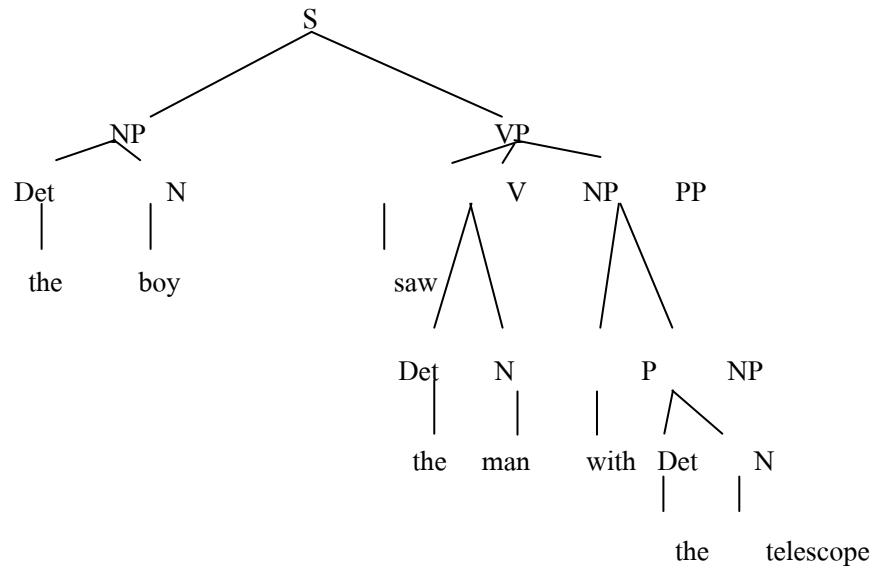 S
NP VP
Det N V NP PP
the boy saw
Det N P NP
the man with Det N
the telescope